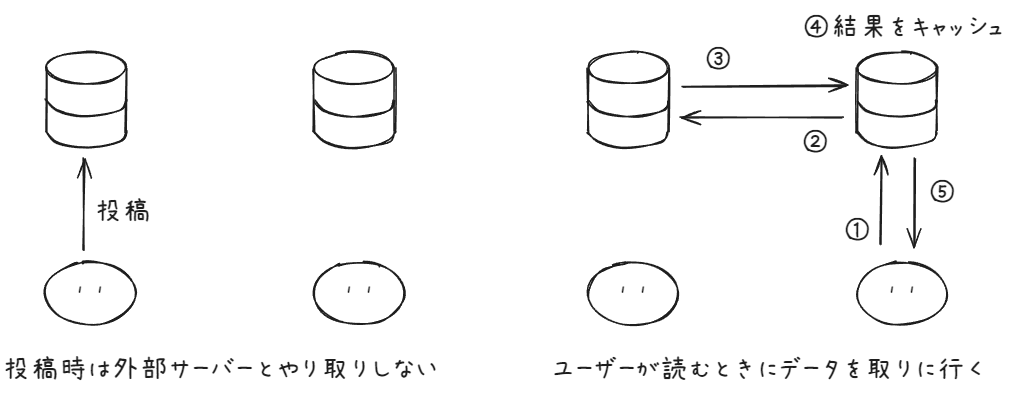 ④結果をキャッシュ
③
②
投稿
⑤
①
投稿時は外部サーバーとやり取りしない
ユーザーが読むときにデータを取りに行く